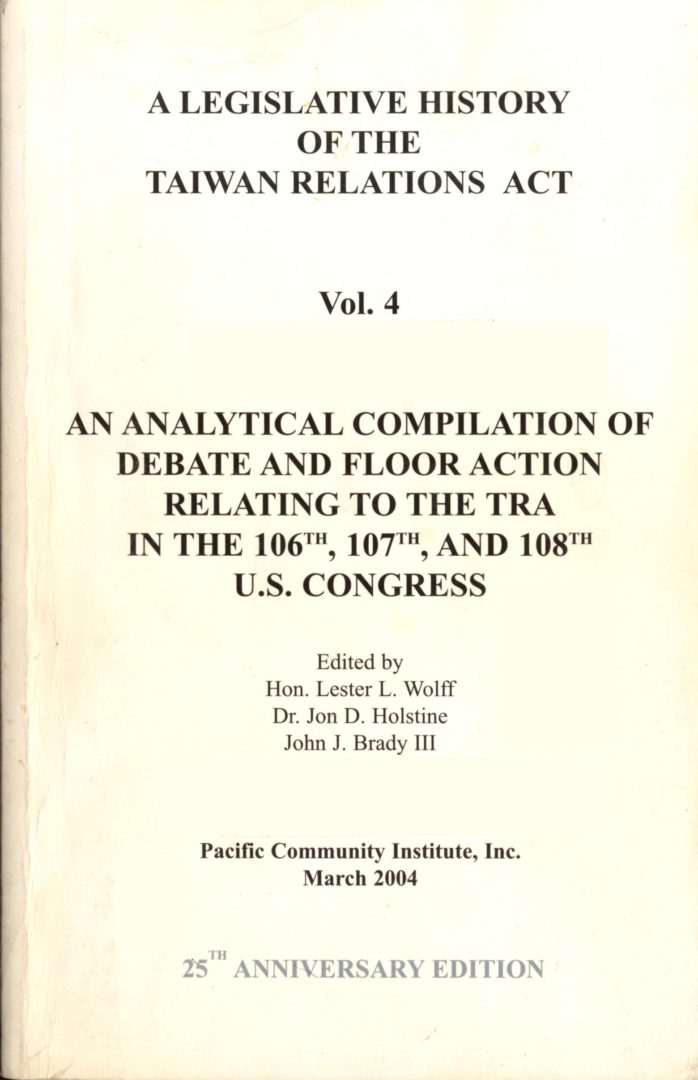 A LEGISLATIVE HISTORY
OF THE
TAIWAN RELATIONS ACT
Vol. 4
AN ANALYTICAL COMPILATION OF
DEBATE AND FLOOR ACTION
RELATING TO THE TRA
IN THE 106TH, 107TH, AND 108TH
U.S. CONGRESS
Edited by
Hon. Lester L. Wolff
Dr. Jon D. Holstine
John J. Brady III
Pacific Community Institute, Inc.
March 2004
25TH ANNIVERSARY EDITION